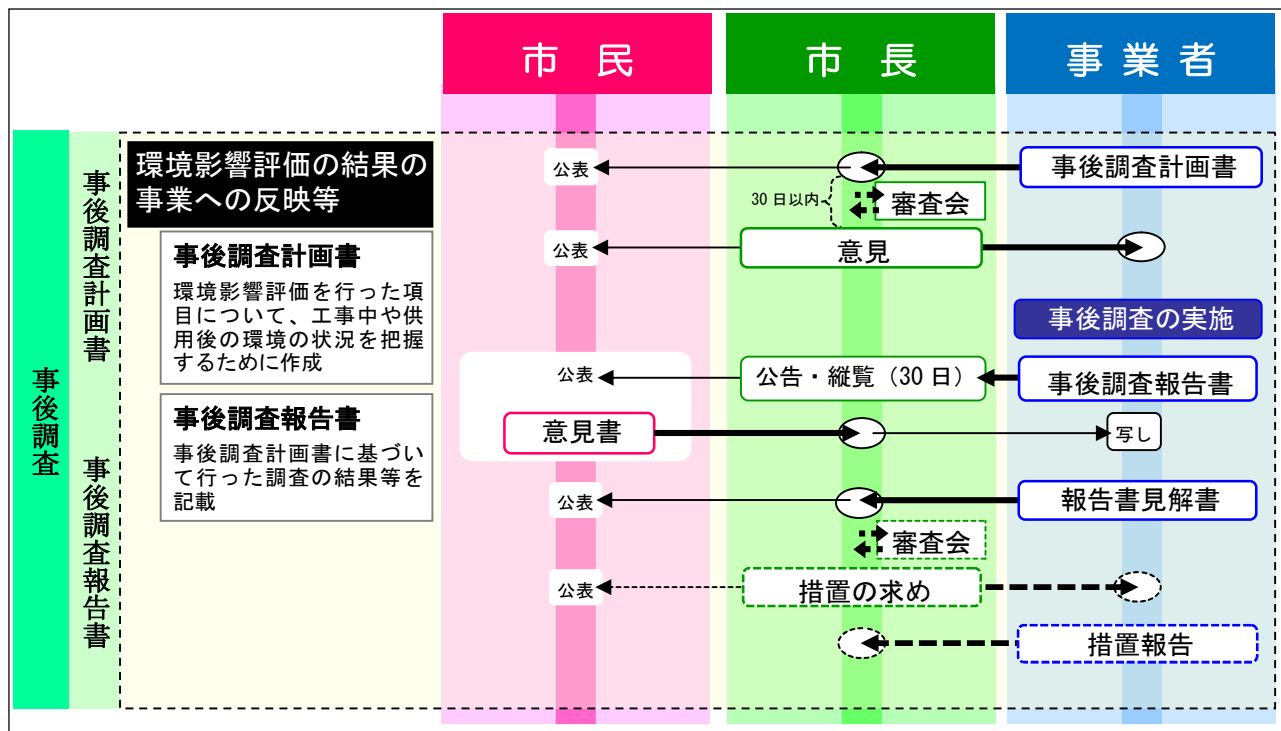 市民
市長
事業者
事後調査
事後調査計画書
事後調査報告書
環境影響評価の結果の
事業への反映等
事後調査計画書
環境影響評価を行った項
目について、工事中や供
用後の環境の状況を把握
するために作成
事後調査報告書
事後調査計画書に基づい
て行った調査の結果等を
記載
公表
事後調査計画書
30日以内
審査会
公表
意見
事後調査の実施
公表
公告・縦覧（30日）
事後調査報告書
意見書
写し
公表
報告書見解書
審査会
公表
措置の求め
措置報告